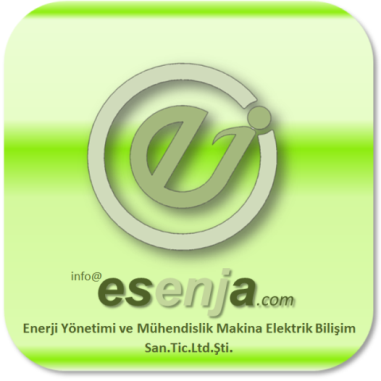 info@esenja.com
Enerji Yönetimi ve Mühendislik Makina Elektrik Bilişim
San.Tic.Ltd.Şti.